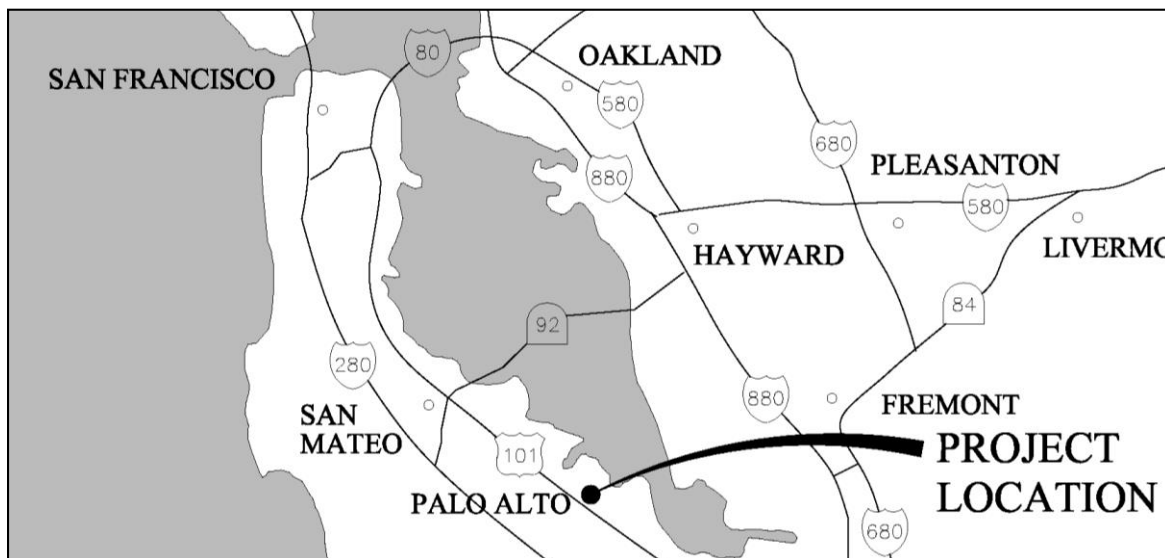 80
OAKLAND
SAN FRANCISCO
580
680
PLEASANTON
880
580
HAYWARD
LIVERMO
84
92
280
880
SAN
MATEO
FREMONT
101
PROJECT
LOCATION
PALO ALTO
680